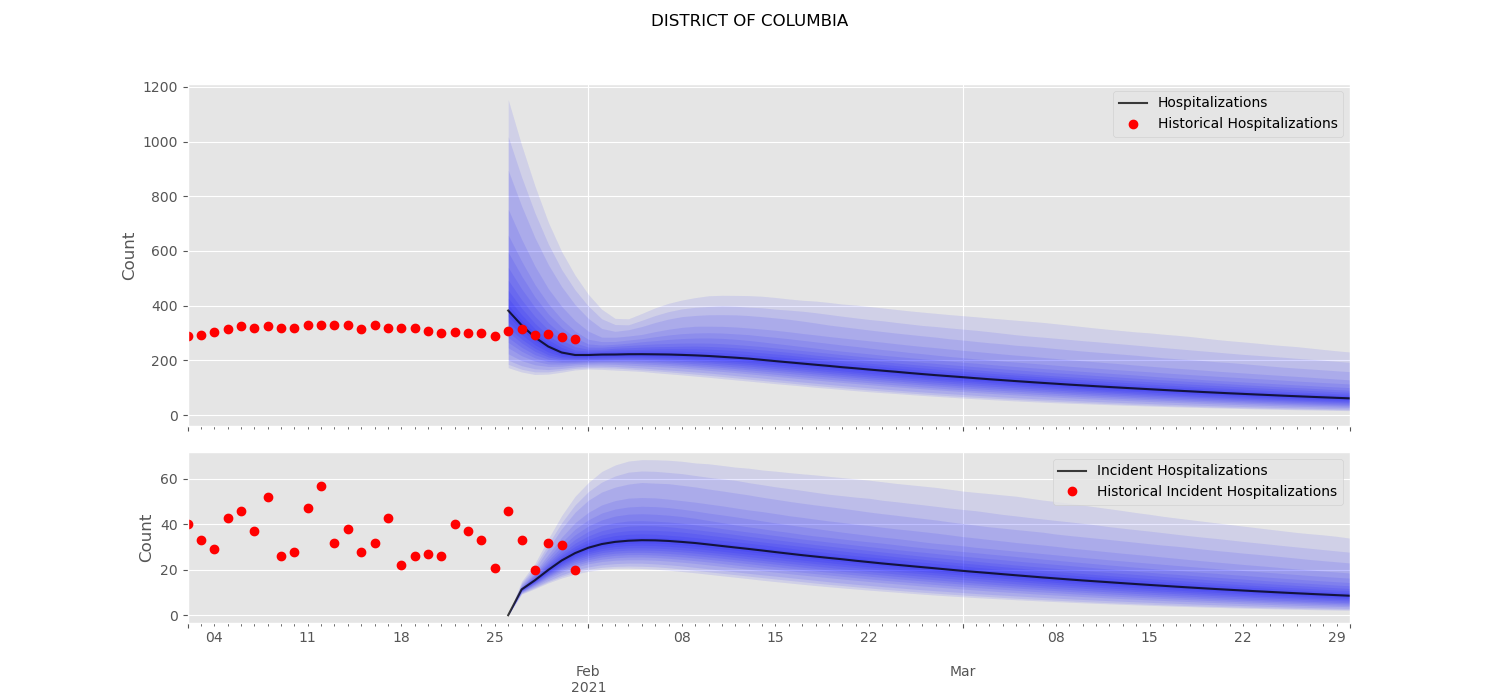 DISTRICT OF COLUMBIA
1200
1000
800
600
400
200
0
Count
Hospitalizations
Historical Hospitalizations
60
40
20
0
Count
Incident Hospitalizations
Historical Incident Hospitalizations
04 11 18 25 08 15 22 08 15 22 29
Feb Mar
2021